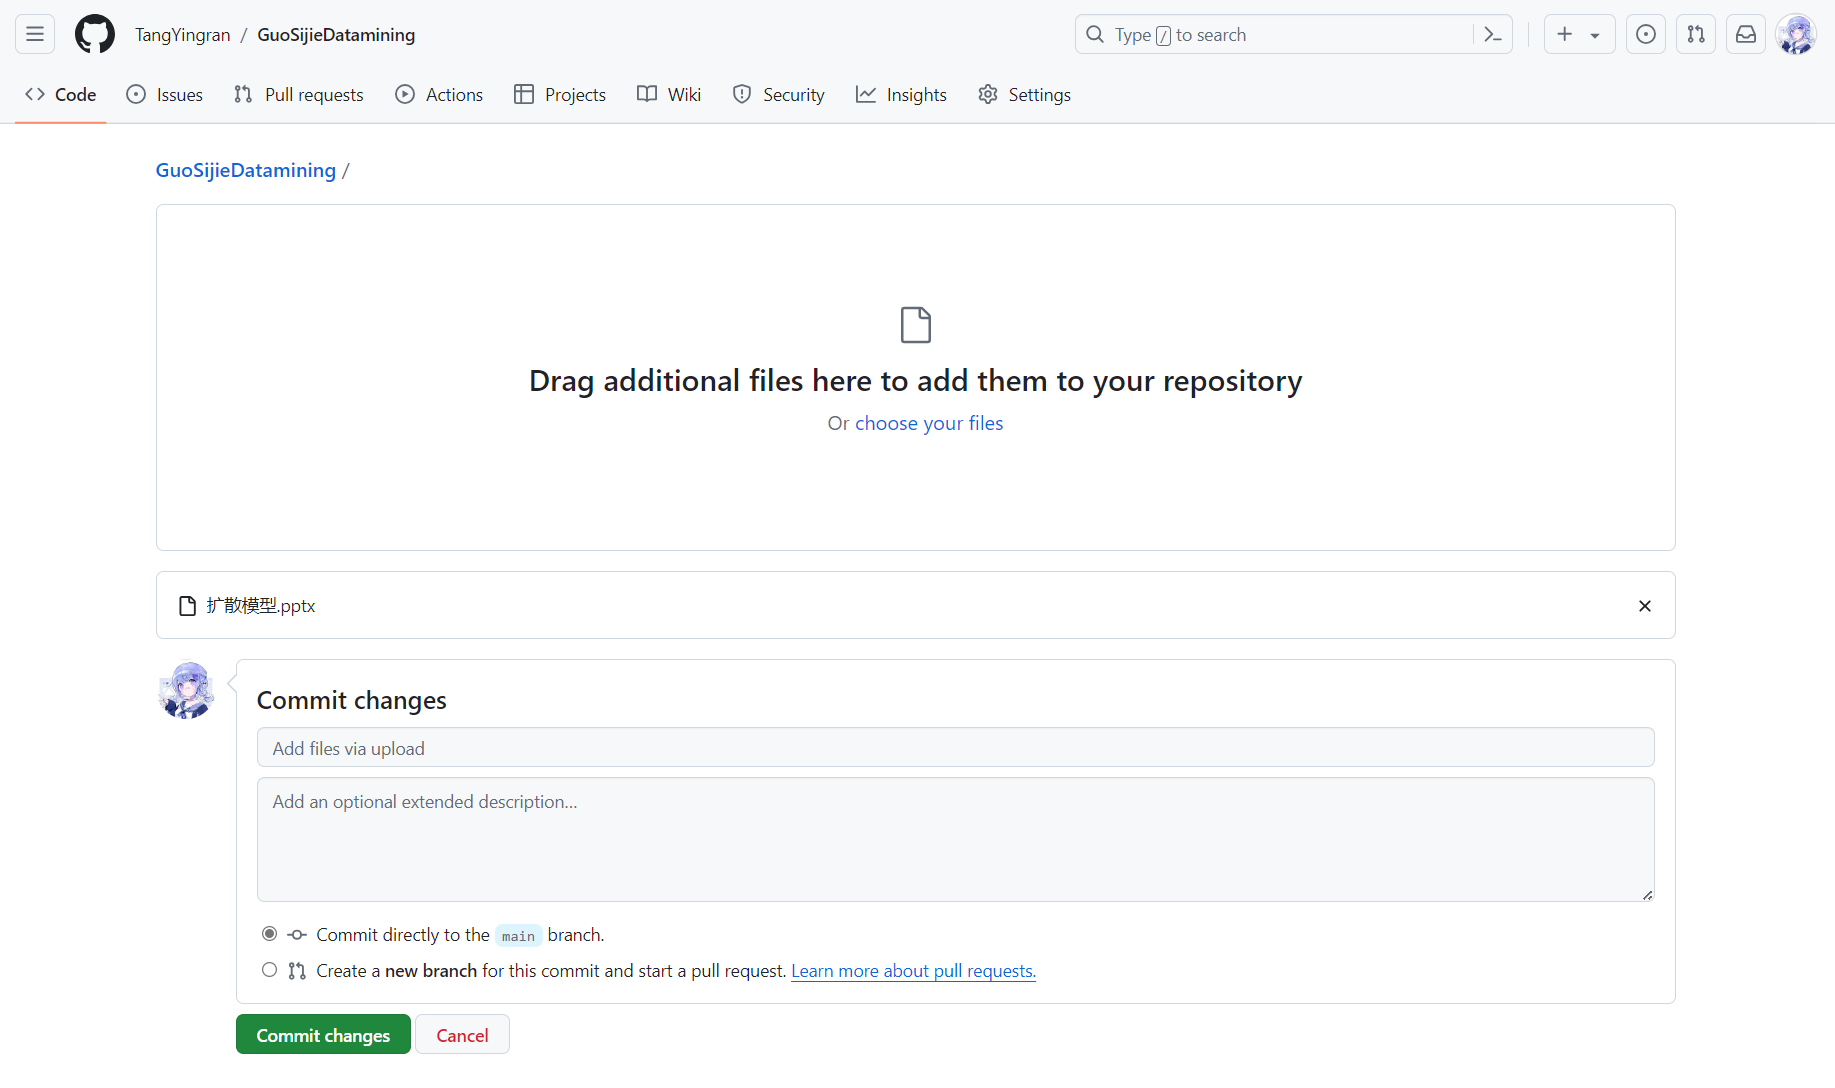 TangYingran / GuoSijieDatamining
Type / to search
Code Issues Pull requests Actions Projects Wiki Security Insights Settings
GuoSijieDatamining /
Drag additional files here to add them to your repository
Or choose your files
扩散模型.pptx
Commit changes
Add files via upload
Add an optional extended description...
Commit directly to the main branch.
Create a new branch for this commit and start a pull request. Learn more about pull requests.
Commit changes Cancel